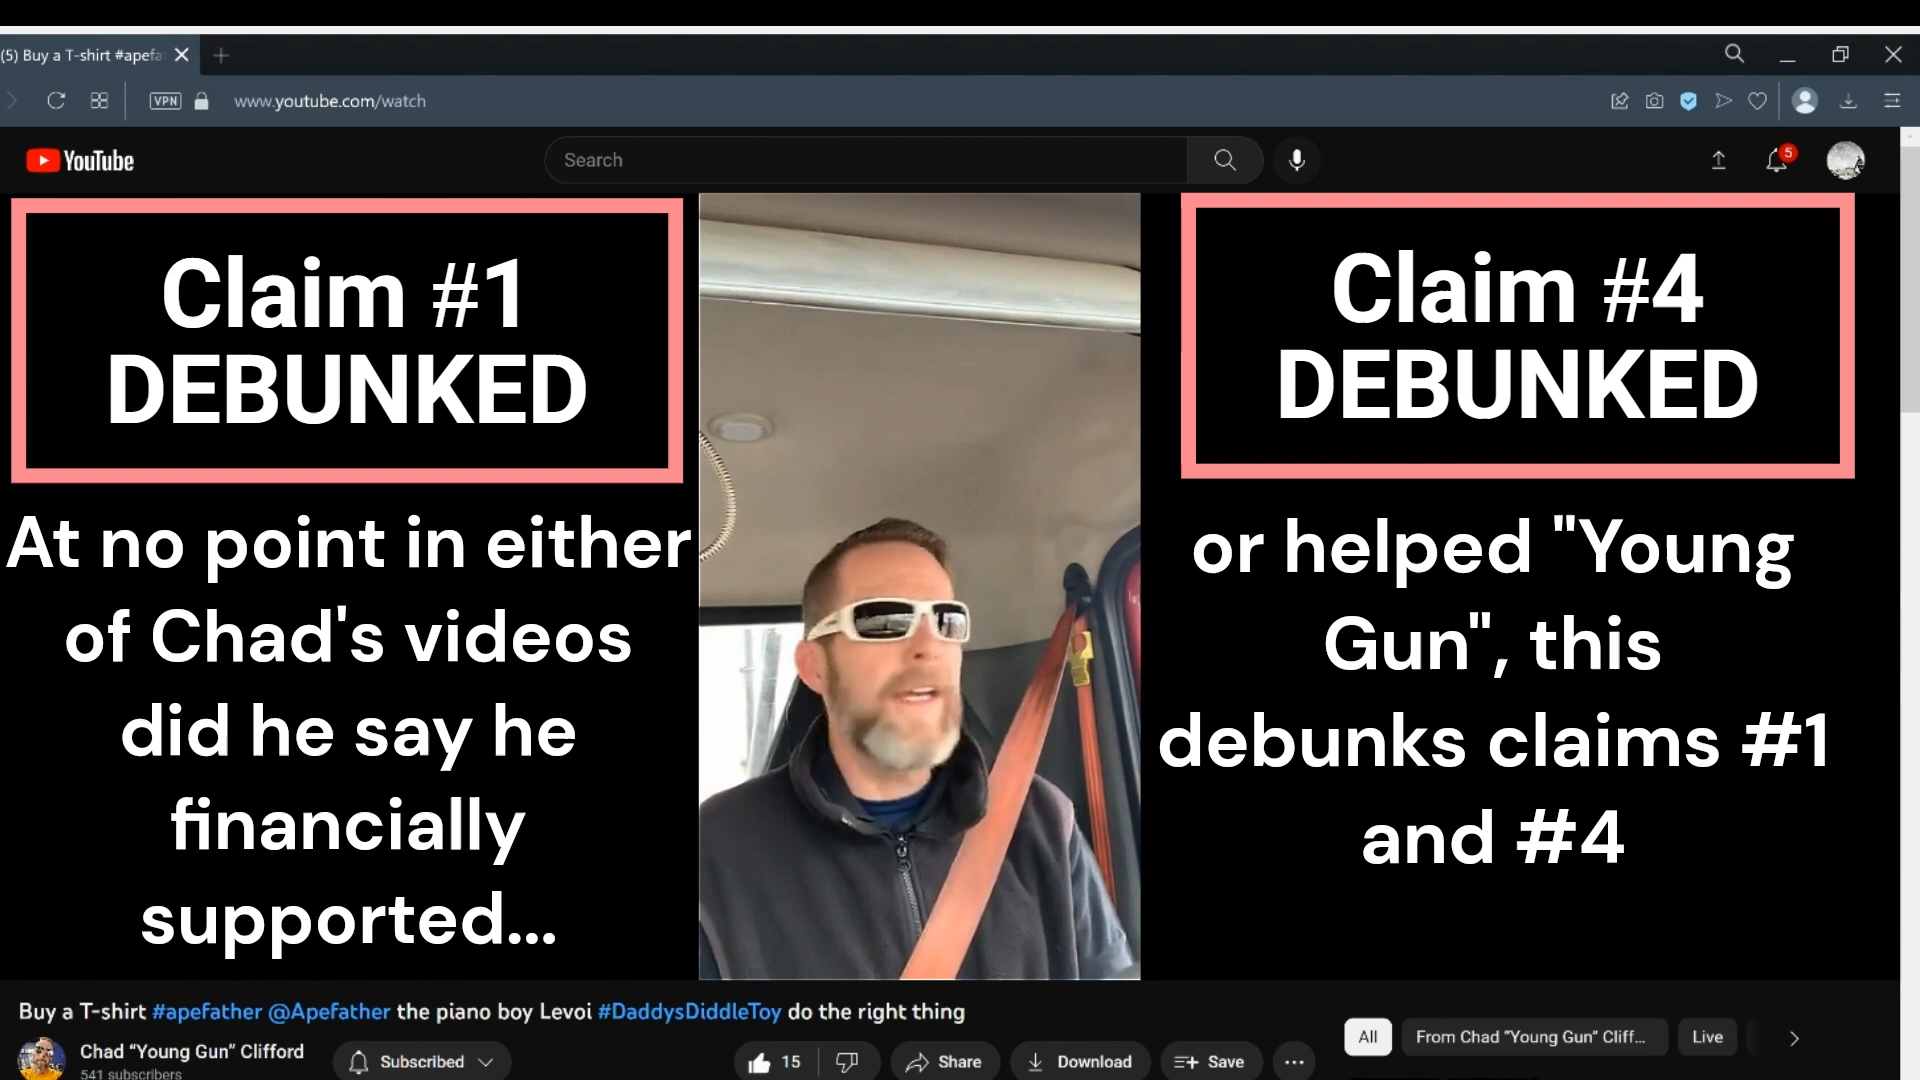 (5) Buy a T-shirt #apefa
VPN
www.youtube.com/watch
YouTube
Search
5
Claim #1
DEBUNKED
At no point in either
of Chad's videos
did he say he
financially
supported...
Claim #4
DEBUNKED
or helped "Young
Gun", this
debunks claims #1
and #4
Buy a T-shirt #apefather @Apefather the piano boy Levoi #DaddysDiddleToy do the right thing
Chad “Young Gun” Clifford
541 subscribers
Subscribed
15
Share
Download
Save
All
From Chad “Young Gun” Cliff...
Live